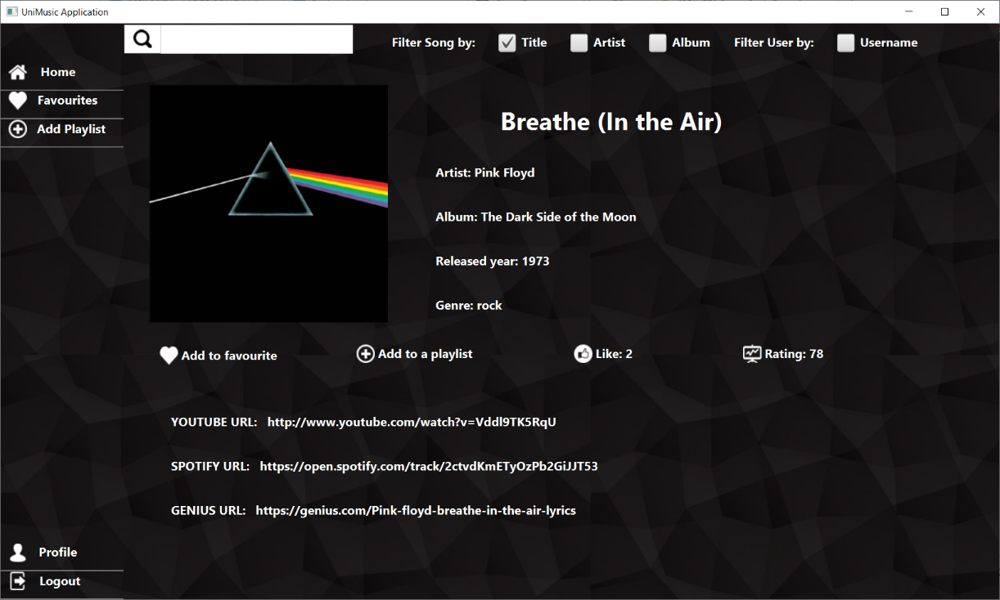 UniMusic Application
Filter Song by: Title Artist Album Filter User by: Username
Home
Favourites
Add Playlist
Breathe (In the Air)
Artist: Pink Floyd
Album: The Dark Side of the Moon
Released year: 1973
Genre: rock
Add to favourite Add to a playlist Like: 2 Rating: 78
YOUTUBE URL: http://www.youtube.com/watch?v=Vddl9TK5RqU
SPOTIFY URL: https://open.spotify.com/track/2ctvdKmETyOzPb2GiJJT53
GENIUS URL: https://genius.com/Pink-floyd-breathe-in-the-air-lyrics
Profile
Logout